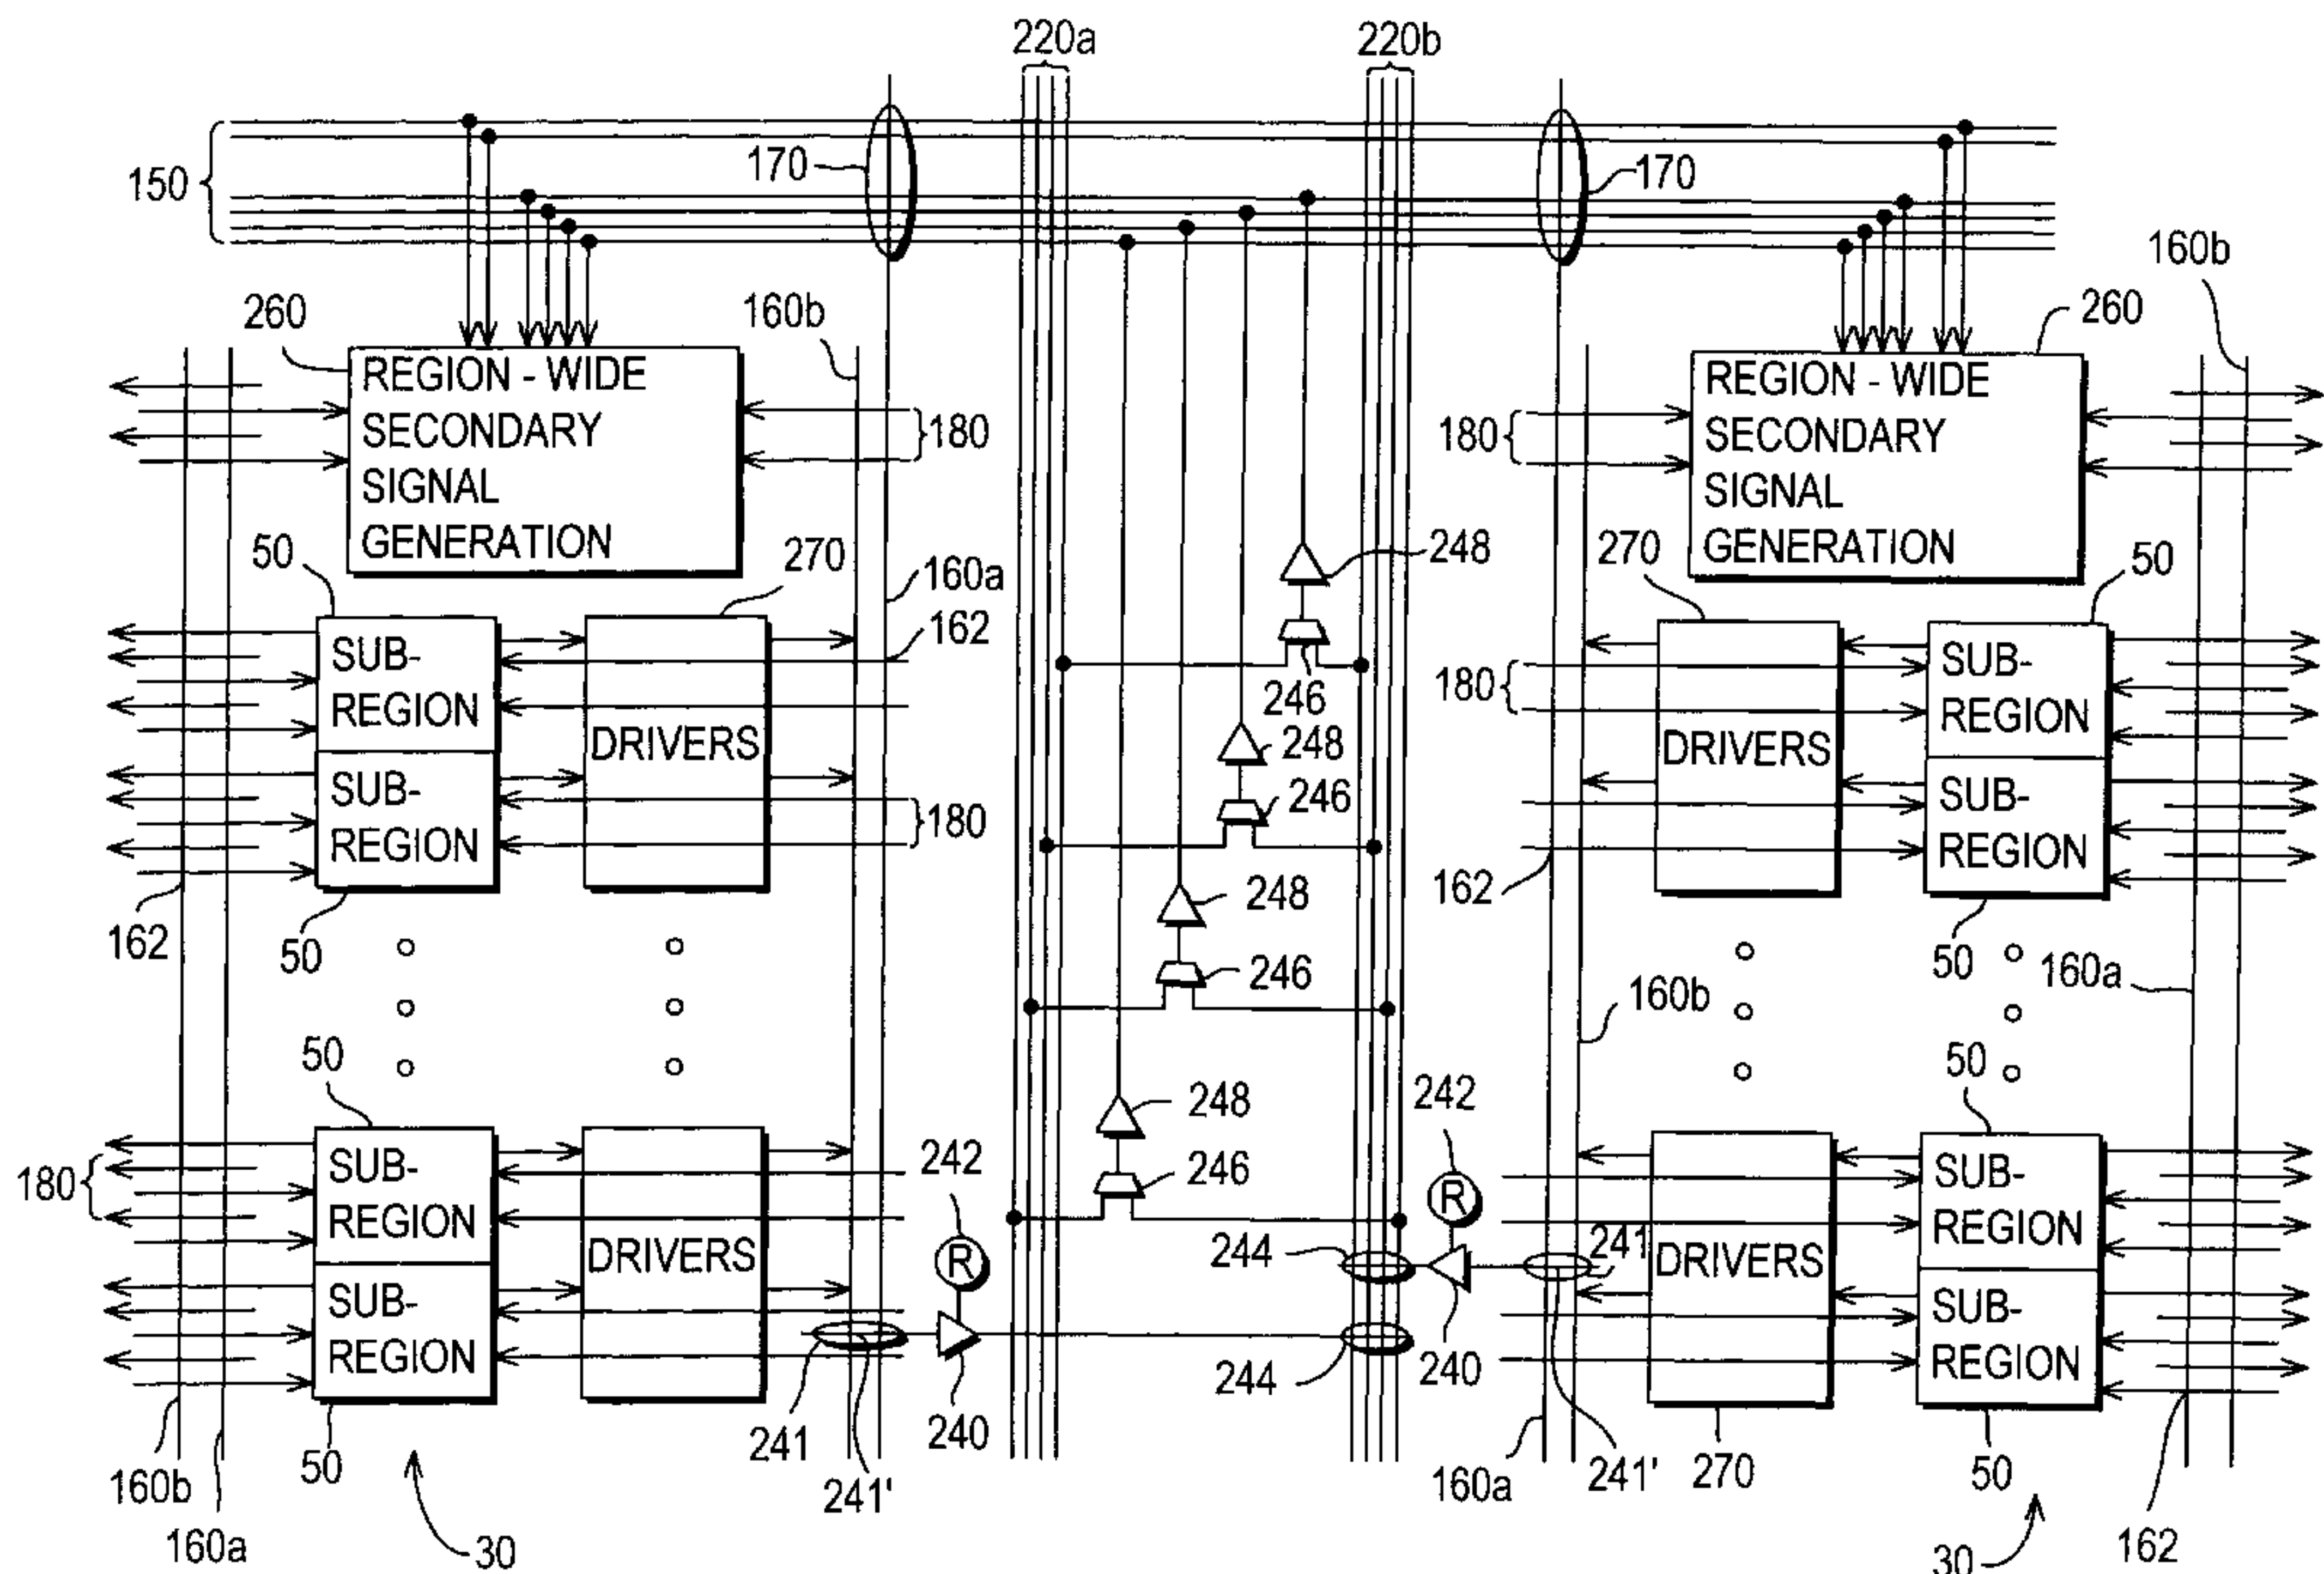 220a 220b
150 170 170
160b
260 160b 260
REGION - WIDE
SECONDARY
SIGNAL
GENERATION
180
180
REGION - WIDE
SECONDARY
SIGNAL
GENERATION
50 270 160a 248 270 50
162
SUB-
REGION
SUB-
REGION
DRIVERS
180
246
248
246
180
DRIVERS
SUB-
REGION
SUB-
REGION
162 50 248 162 50 160a
246 160b
50 248 242 50
180
SUB-
REGION
SUB-
REGION
DRIVERS
242
R
246
R
244
241
DRIVERS
SUB-
REGION
SUB-
REGION
244 240
160b 50 241 240 160a 241' 270 50
241'
160a 30 30 162